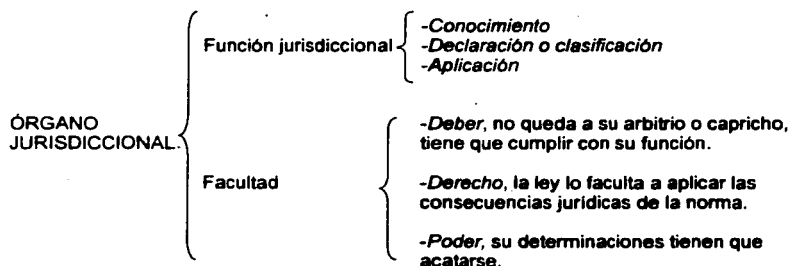 ÓRGANO
JURISDICCIONAL.
Función jurisdiccional
-Conocimiento
-Declaración o clasificación
-Aplicación
Facultad
-Deber, no queda a su arbitrio o capricho,
tiene que cumplir con su función.
-Derecho, la ley lo faculta a aplicar las
consecuencias jurídicas de la norma.
-Poder, su determinaciones tienen que
acatarse.